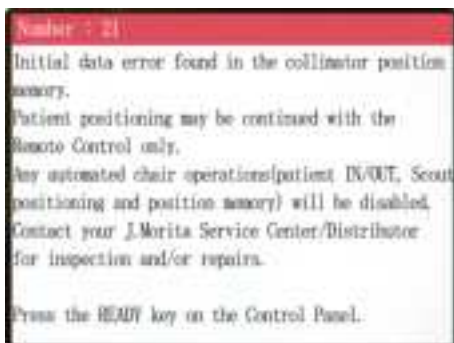 Number : 21
Initial data error found in the collimator position
memory.
Patient positioning may be continued with the
Remote Control only.
Any automated chair operations(patient IN/OUT, Scout
positioning and position memory) will be disabled.
Contact your J.Morita Service Center/Distributor
for inspection and/or repairs.
Press the READY key on the Control Panel.